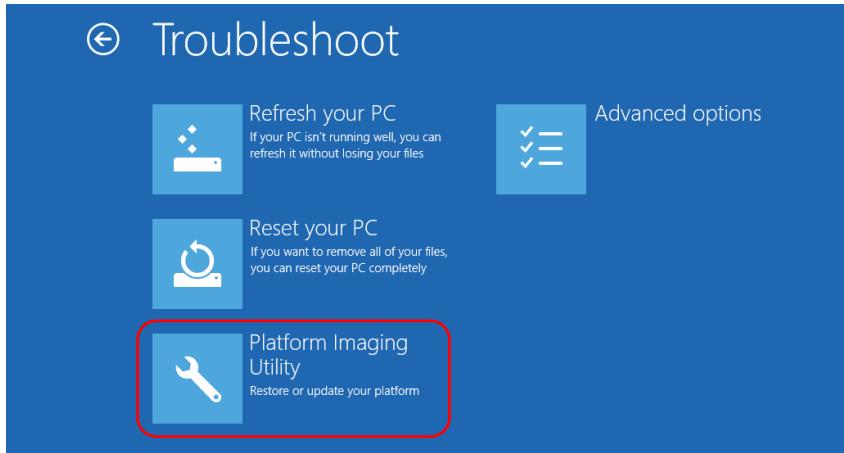 Troubleshoot
Refresh your PC
If your PC isn't running well, you can
refresh it without losing your files
Advanced options
Reset your PC
If you want to remove all of your files,
you can reset your PC completely
Platform Imaging
Utility
Restore or update your platform